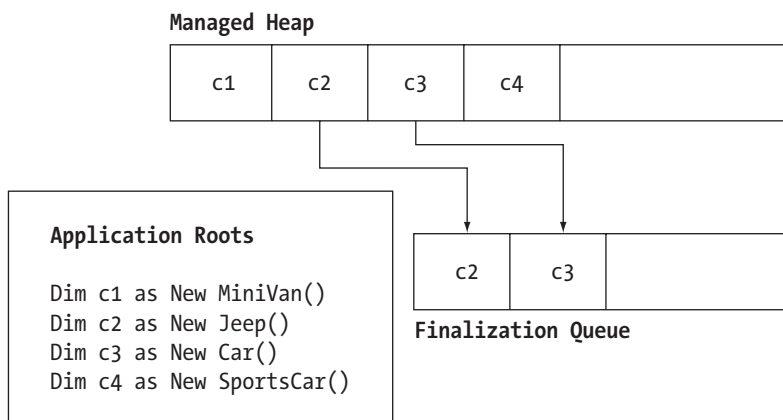 Managed Heap
c1 c2 c3 c4
Application Roots
Dim c1 as New MiniVan()
Dim c2 as New Jeep()
Dim c3 as New Car()
Dim c4 as New SportsCar()
c2 c3
Finalization Queue